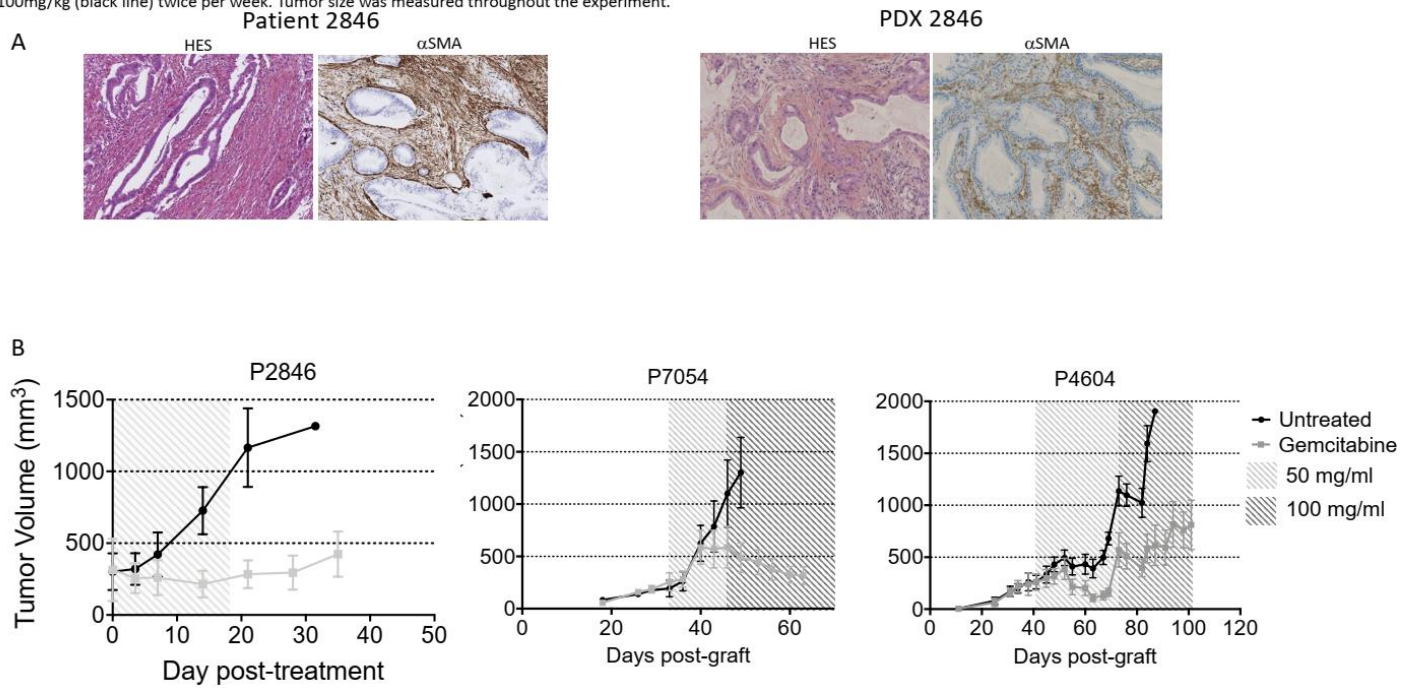 100mg/kg (black line) twice per week. Tumor size was measured throughout the experiment.
Patient 2846
PDX 2846
A
HES
αSMA
HES
αSMA
B
P2846
P7054
P4604
Tumor Volume (mm³)
1500
1000
500
0
0 10 20 30 40 50
Day post-treatment
2000
1500
1000
500
0
0 20 40 60
Days post-graft
2000
1500
1000
500
0
0 20 40 60 80 100 120
Days post-graft
Untreated
Gemcitabine
50 mg/ml
100 mg/ml